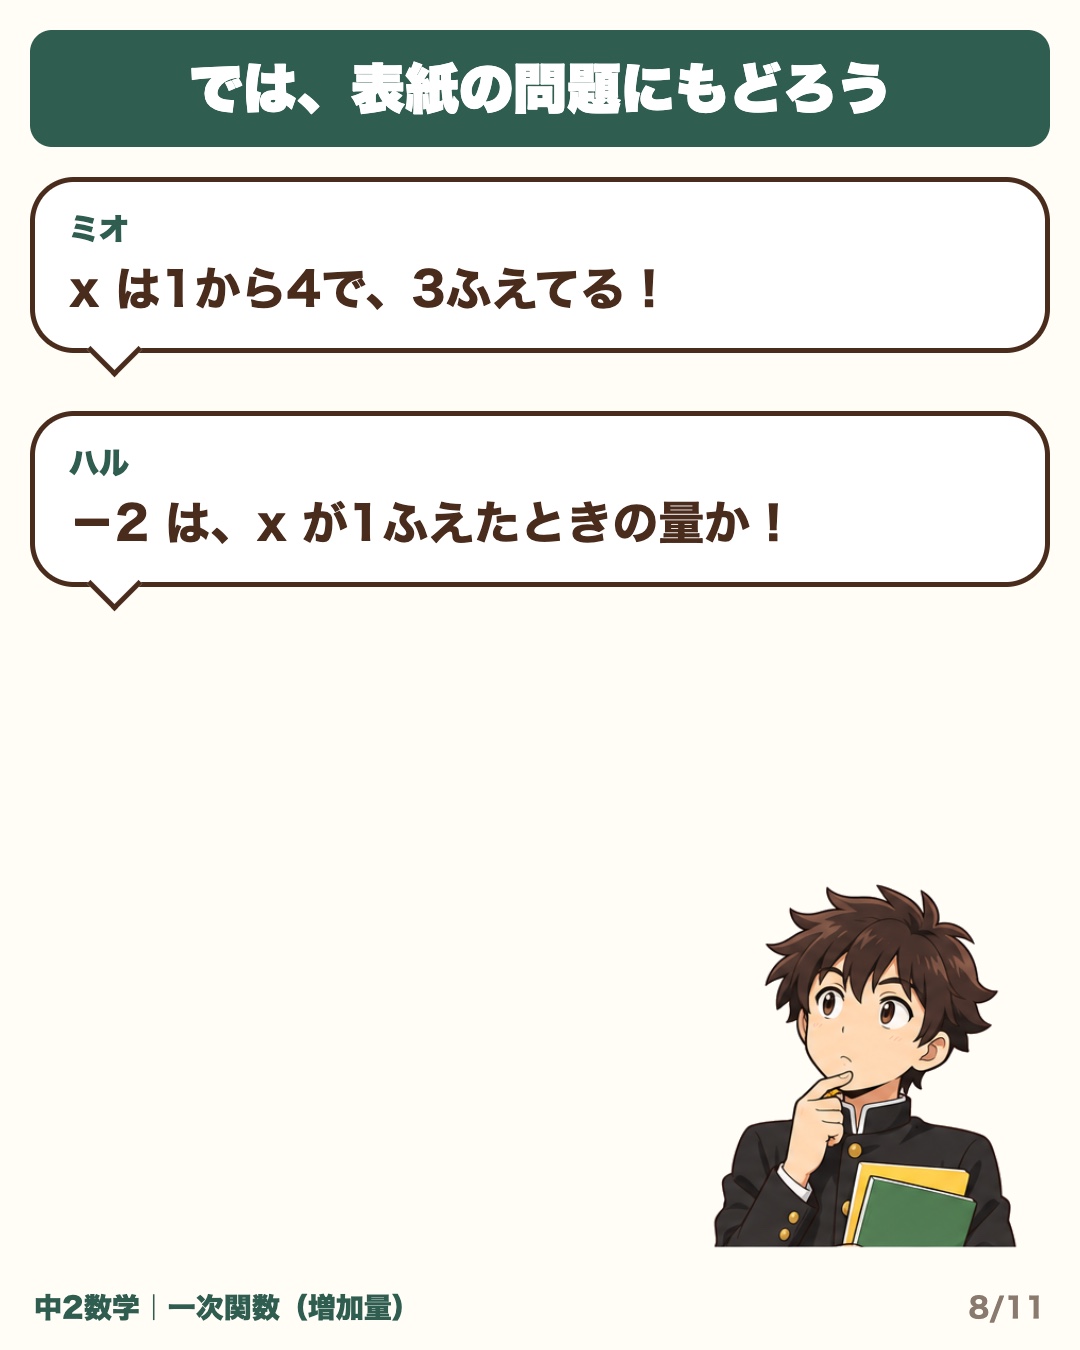 では、表紙の問題にもどろう
ミオ
x は1から4で、3ふえてる！
ハル
−2 は、x が1ふえたときの量か！
中2数学｜一次関数（増加量）
8/11